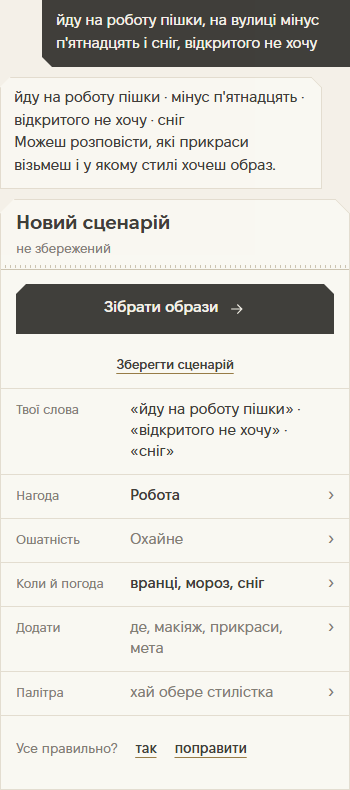 йду на роботу пішки, на вулиці мінус
п'ятнадцять і сніг, відкритого не хочу
йду на роботу пішки · мінус п'ятнадцять ·
відкритого не хочу · сніг
Можеш розповісти, які прикраси
візьмеш і у якому стилі хочеш образ.
Новий сценарій
не збережений
Зібрати образи →
Зберегти сценарій
Твої слова «йду на роботу пішки» ·
«відкритого не хочу» ·
«сніг»
Нагода Робота ›
Ошатність Охайне ›
Коли й погода вранці, мороз, сніг ›
Додати де, макіяж, прикраси, ›
мета
Палітра хай обере стилістка ›
Усе правильно? так поправити